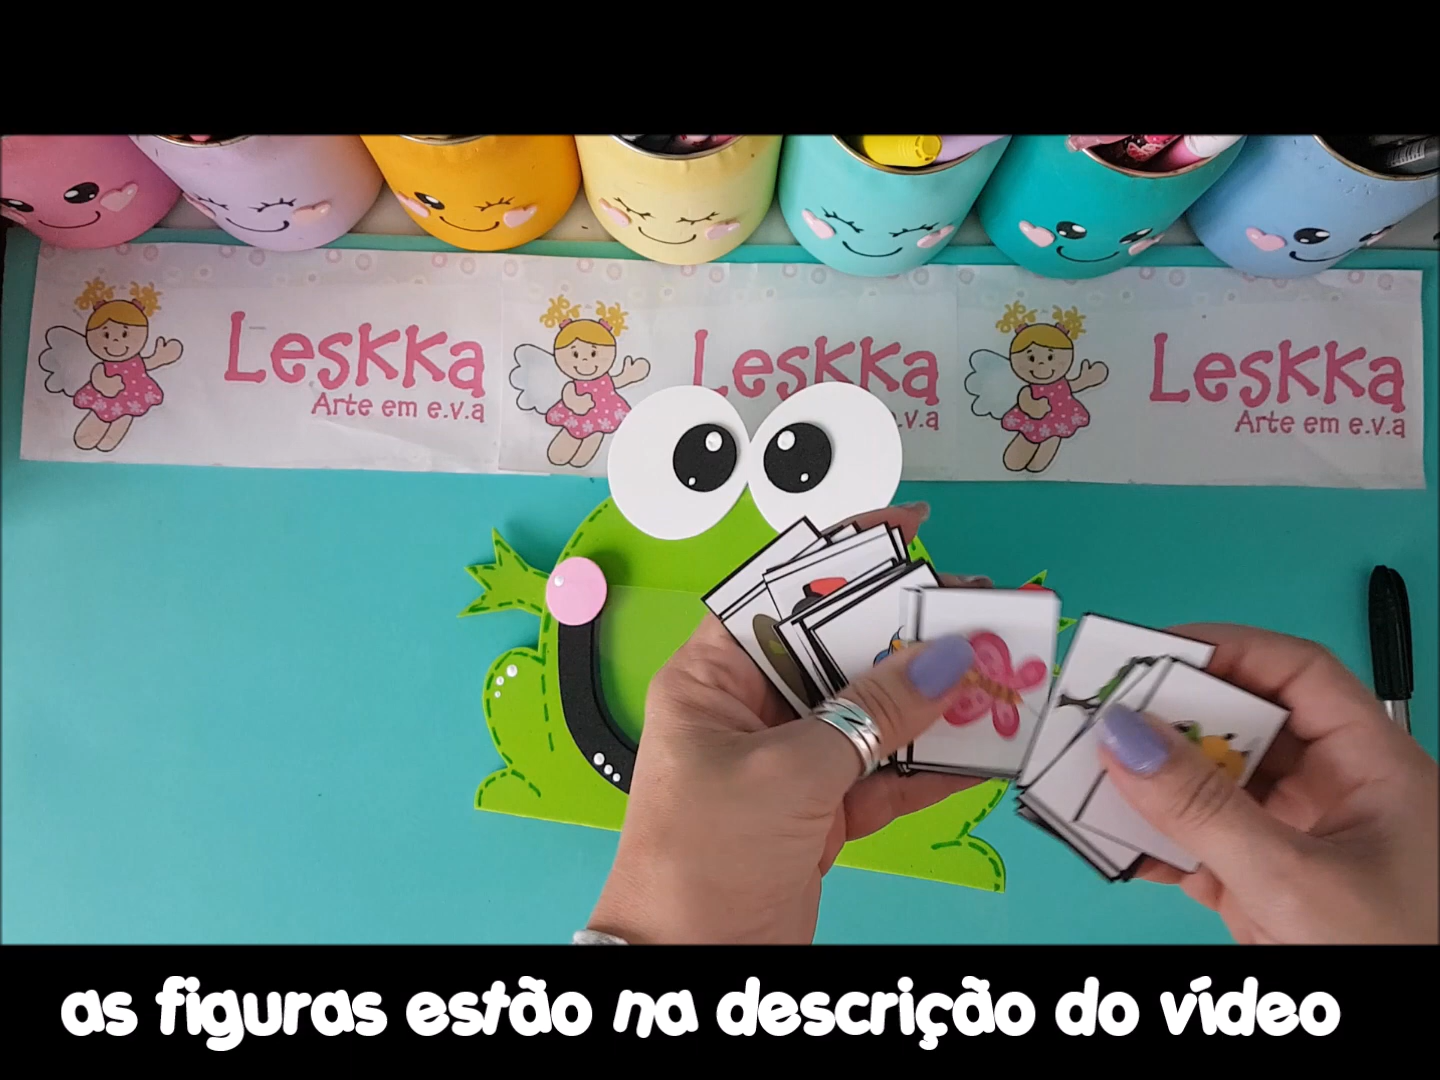 Leskka
Arte em e.v.a
Leskka
e.v.a
Leskka
Arte em e.v.a
as figuras estão na descrição do vídeo